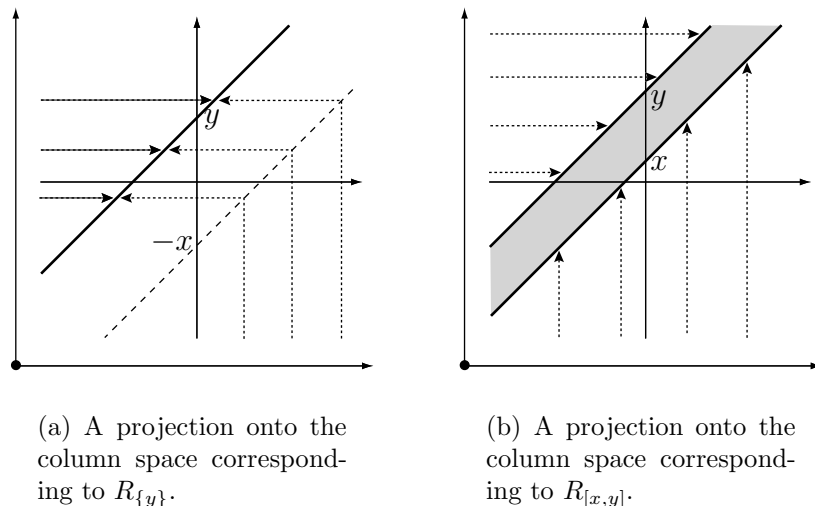 y
−x
y
x
(a) A projection onto the
column space correspond-
ing to R_{y}.
(b) A projection onto the
column space correspond-
ing to R_[x,y].